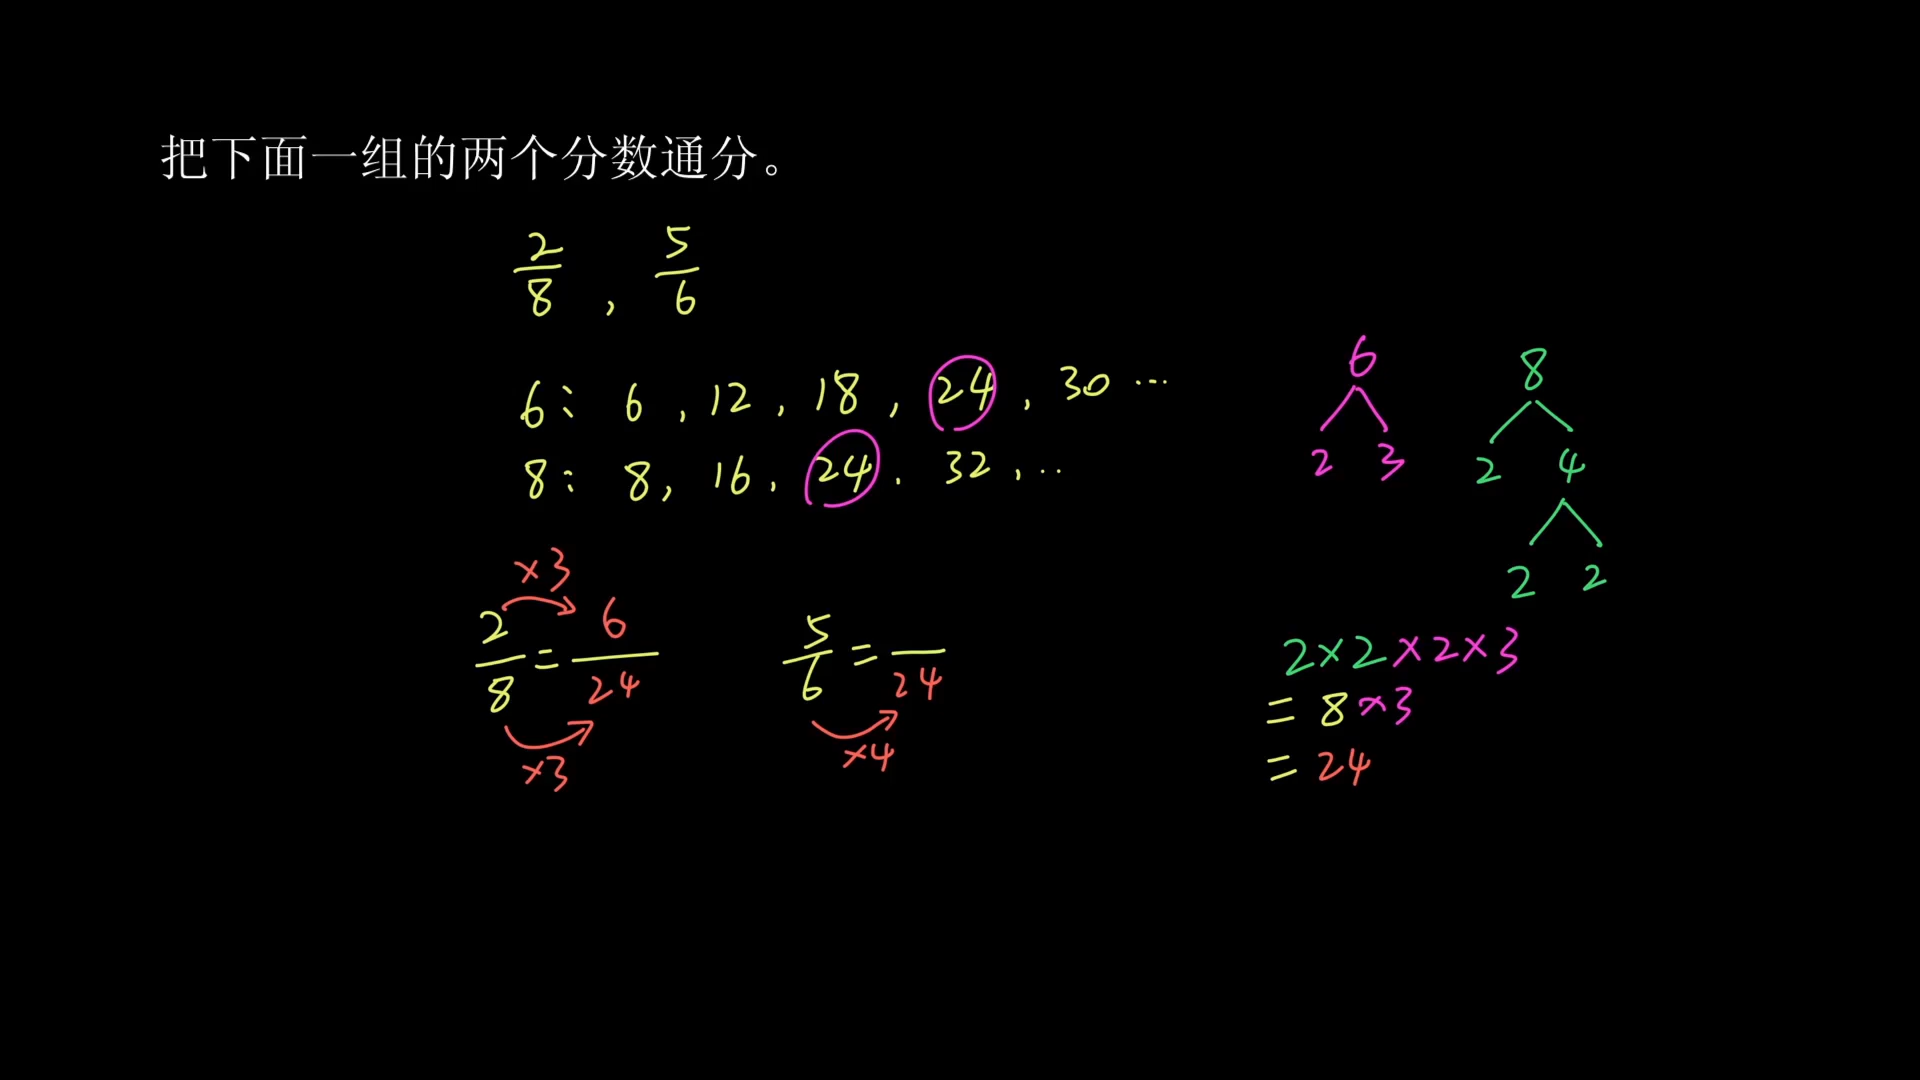 把下面一组的两个分数通分。
2/8 , 5/6
6: 6 , 12 , 18 , 24 , 30 ...
8: 8, 16, 24, 32, ..
6
2 3
8
2 4
2 2
×3
2/8 = 6/24
×3
5/6 = /24
×4
2×2×2×3
= 8×3
= 24